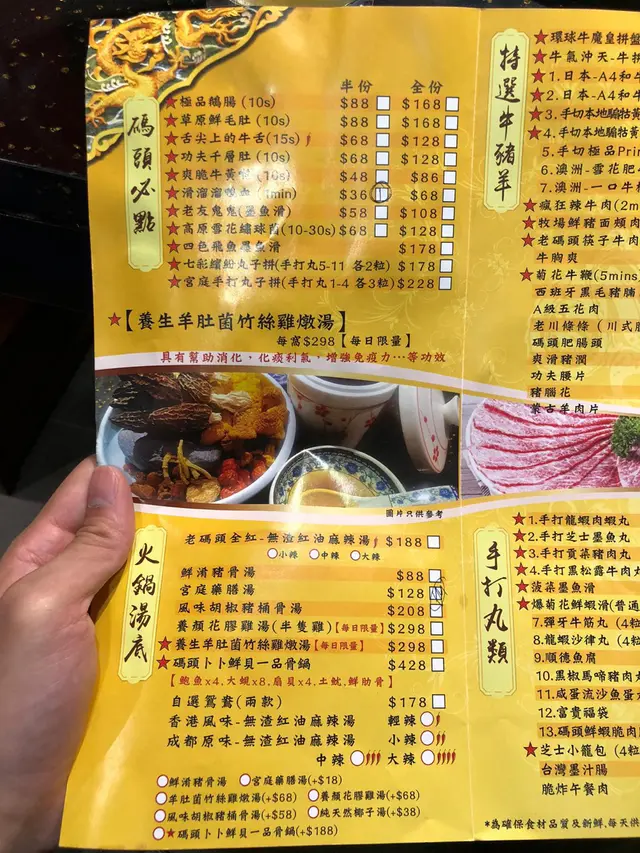 碼頭必點
半份 全份
★極品鵝腸 (10s) $88 $168
★草原鮮毛肚 (10s) $88 $168
★舌尖上的牛舌(15s) $68 $128
★功夫千層肚 (10s) $68 $128
★爽脆牛黃 (10s) $48 $86
★滑溜溜鴨血 (1min) $36 $68
★老友鬼鬼(墨魚滑) $58 $108
★高原雪花繡球菌(10-30s) $68 $128
★四色飛魚墨魚滑 $178
★七彩繽紛丸子拼(手打丸5-11 各2粒) $178
★宮庭手打丸子拼(手打丸1-4 各3粒) $228
★【養生羊肚菌竹絲雞燉湯】
每窩$298【每日限量】
具有幫助消化，化痰利氣，增強免疫力⋯等功效
圖片只供參考
火鍋湯底
老碼頭全紅-無渣紅油麻辣湯 $188
小辣 中辣 大辣
鮮淆豬骨湯 $88
宮庭藥膳湯 $128
風味胡椒豬桶骨湯 $208
養顏花膠雞湯(半隻雞)【每日限量】 $298
★養生羊肚菌竹絲雞燉湯【每日限量】 $298
★碼頭卜卜鮮貝一品骨鍋 $428
【鮑魚x4.大蜆x8.扇貝x4.土魷.鮮肋骨】
自選鴛鴦(兩款) $178
香港風味-無渣紅油麻辣湯 輕辣
成都原味-無渣紅油麻辣湯 小辣
中辣 大辣
鮮淆豬骨湯 宮庭藥膳湯(+$18)
羊肚菌竹絲雞燉湯(+$68) 養顏花膠雞湯(+$68)
風味胡椒豬桶骨湯(+$58) 純天然椰子湯(+$38)
★碼頭卜卜鮮貝一品骨鍋(+$188)
特選牛豬羊
★環球牛魔皇拼盤
★牛氣沖天-牛拼
★1.日本-A4和牛
★2.日本-A4和牛
★3.手切本地騸牯黃
★4.手切本地騸牯
5.手切極品Prim
6.澳洲-雪花肥牛
7.澳洲-一口牛
★瘋狂辣牛肉(2m
★牧場鮮豬面頰肉
★老碼頭筷子牛肉
牛胸爽
★菊花牛鞭(5mins)
西班牙黑毛豬腩
A級五花肉
老川條條 (川式
碼頭肥腸頭
爽滑豬潤
功夫腰片
豬腦花
蒙古羊肉片
手打丸類
★1.手打龍蝦肉蝦丸
★2.手打芝士墨魚丸
★3.手打貢菜豬肉丸
★4.手打黑松露牛肉丸
★菠菜墨魚滑
★爆菊花鮮蝦滑(普通
7.彈牙牛筋丸 (4
8.龍蝦沙律丸 (4
9.順德魚腐
10.黑椒馬啼豬肉丸
11.咸蛋流沙魚蛋
12.富貴福袋
13.碼頭鮮蝦脆肉
★芝士小籠包 (4粒
台灣墨汁腸
脆炸午餐肉
*為確保食材品質及新鮮,每天供